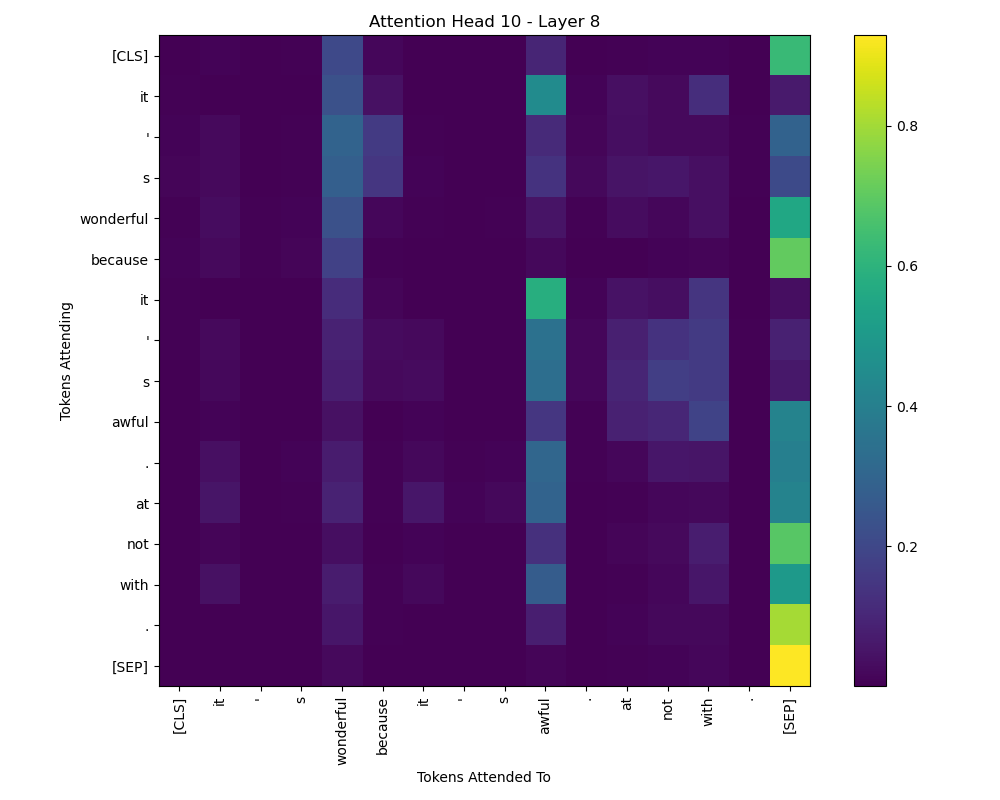 Attention Head 10 - Layer 8
Tokens Attending
[CLS]
it
'
s
wonderful
because
it
'
s
awful
.
at
not
with
.
[SEP]
[CLS]
it
'
s
wonderful
because
it
'
s
awful
.
at
not
with
.
[SEP]
Tokens Attended To
0.8
0.6
0.4
0.2